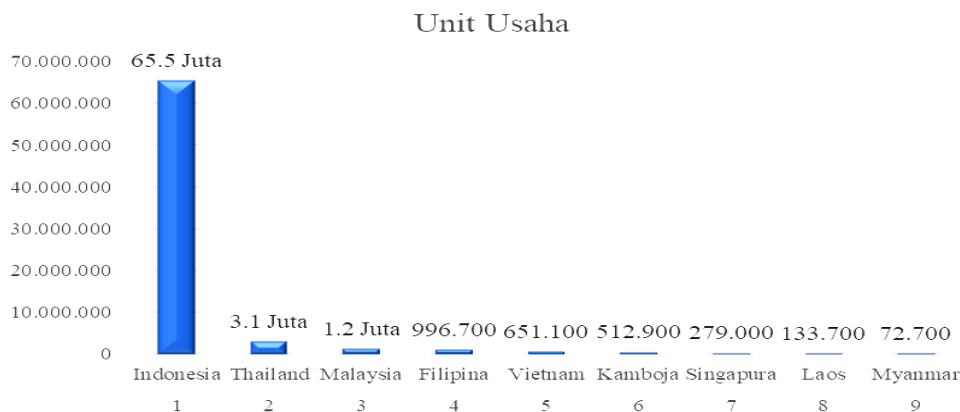 Unit Usaha
70.000.000
60.000.000
50.000.000
40.000.000
30.000.000
20.000.000
10.000.000
0
65.5 Juta
3.1 Juta
1.2 Juta
996.700
651.100
512.900
279.000
133.700
72.700
Indonesia Thailand Malaysia Filipina Vietnam Kamboja Singapura Laos Myanmar
1 2 3 4 5 6 7 8 9